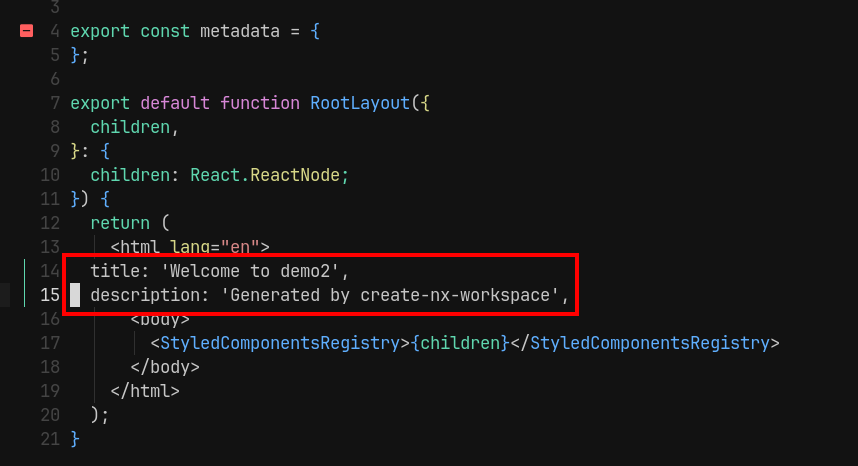 3
4 export const metadata = {
5 };
6
7 export default function RootLayout({
8   children,
9 }: {
10   children: React.ReactNode;
11 }) {
12   return (
13     <html lang="en">
14   title: 'Welcome to demo2',
15   description: 'Generated by create-nx-workspace',
16       <body>
17         <StyledComponentsRegistry>{children}</StyledComponentsRegistry>
18       </body>
19     </html>
20   );
21 }